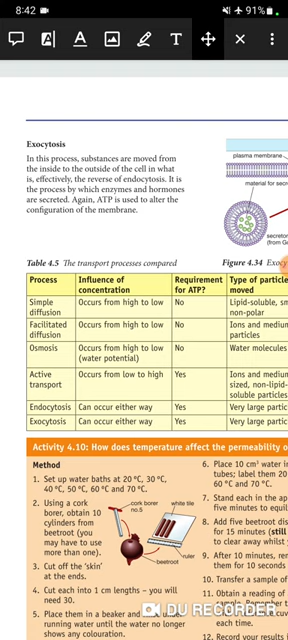 8:42
91%
A
A
T
Exocytosis
In this process, substances are moved from
the inside to the outside of the cell in what
is, effectively, the reverse of endocytosis. It is
the process by which enzymes and hormones
are secreted. Again, ATP is used to alter the
configuration of the membrane.
plasma membrane
material for secre
secretor
(from Go
Table 4.5 The transport processes compared
Figure 4.34 Exocy
Process Influence of concentration Requirement for ATP? Type of particle moved
Simple diffusion Occurs from high to low No Lipid-soluble, sm non-polar
Facilitated diffusion Occurs from high to low No Ions and medium particles
Osmosis Occurs from high to low (water potential) No Water molecules
Active transport Occurs from low to high Yes Ions and medium sized, non-lipid- soluble particles
Endocytosis Can occur either way Yes Very large partic
Exocytosis Can occur either way Yes Very large partic
Activity 4.10: How does temperature affect the permeability o
Method
1. Set up water baths at 20 °C, 30 °C,
40 °C, 50 °C, 60 °C and 70 °C.
2. Using a cork
borer, obtain 10
cylinders from
beetroot (you
may have to use
more than one).
3. Cut off the 'skin'
at the ends.
4. Cut each into 1 cm lengths – you will
need 30.
5. Place them in a beaker and
running water until the water no longer
shows any colouration.
cork borer
no.6
white tile
ruler
beetroot
6. Place 10 cm³ water in
tubes; label them 20
60 °C and 70 °C.
7. Stand each in the ap
five minutes to equil
8. Add five beetroot dis
for 15 minutes (still
to clear away whilst
9. After 10 minutes, re
them for 10 seconds
10. Transfer a sample of
11. Obtain a reading of
each time.
12. Record your results
DU RECORDER